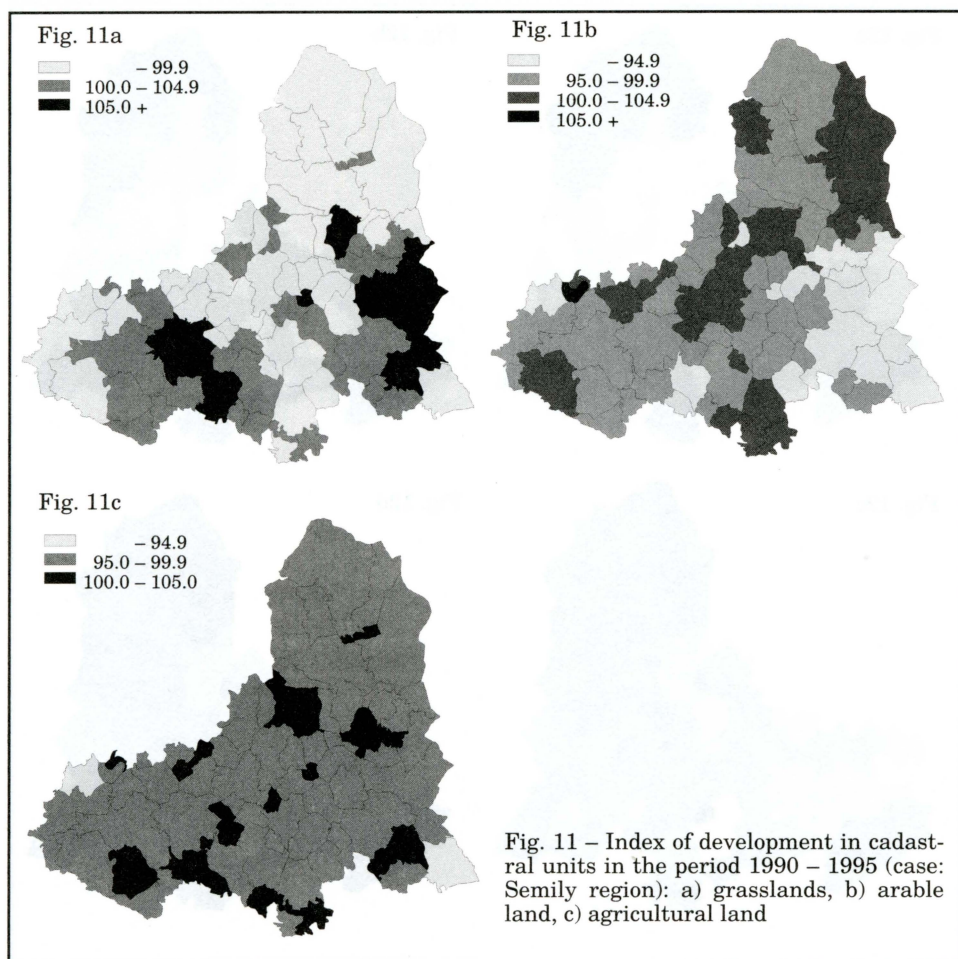 Fig. 11a
– 99.9
100.0 – 104.9
105.0 +
Fig. 11b
– 94.9
95.0 – 99.9
100.0 – 104.9
105.0 +
Fig. 11c
– 94.9
95.0 – 99.9
100.0 – 105.0
Fig. 11 – Index of development in cadast-
ral units in the period 1990 – 1995 (case:
Semily region): a) grasslands, b) arable
land, c) agricultural land